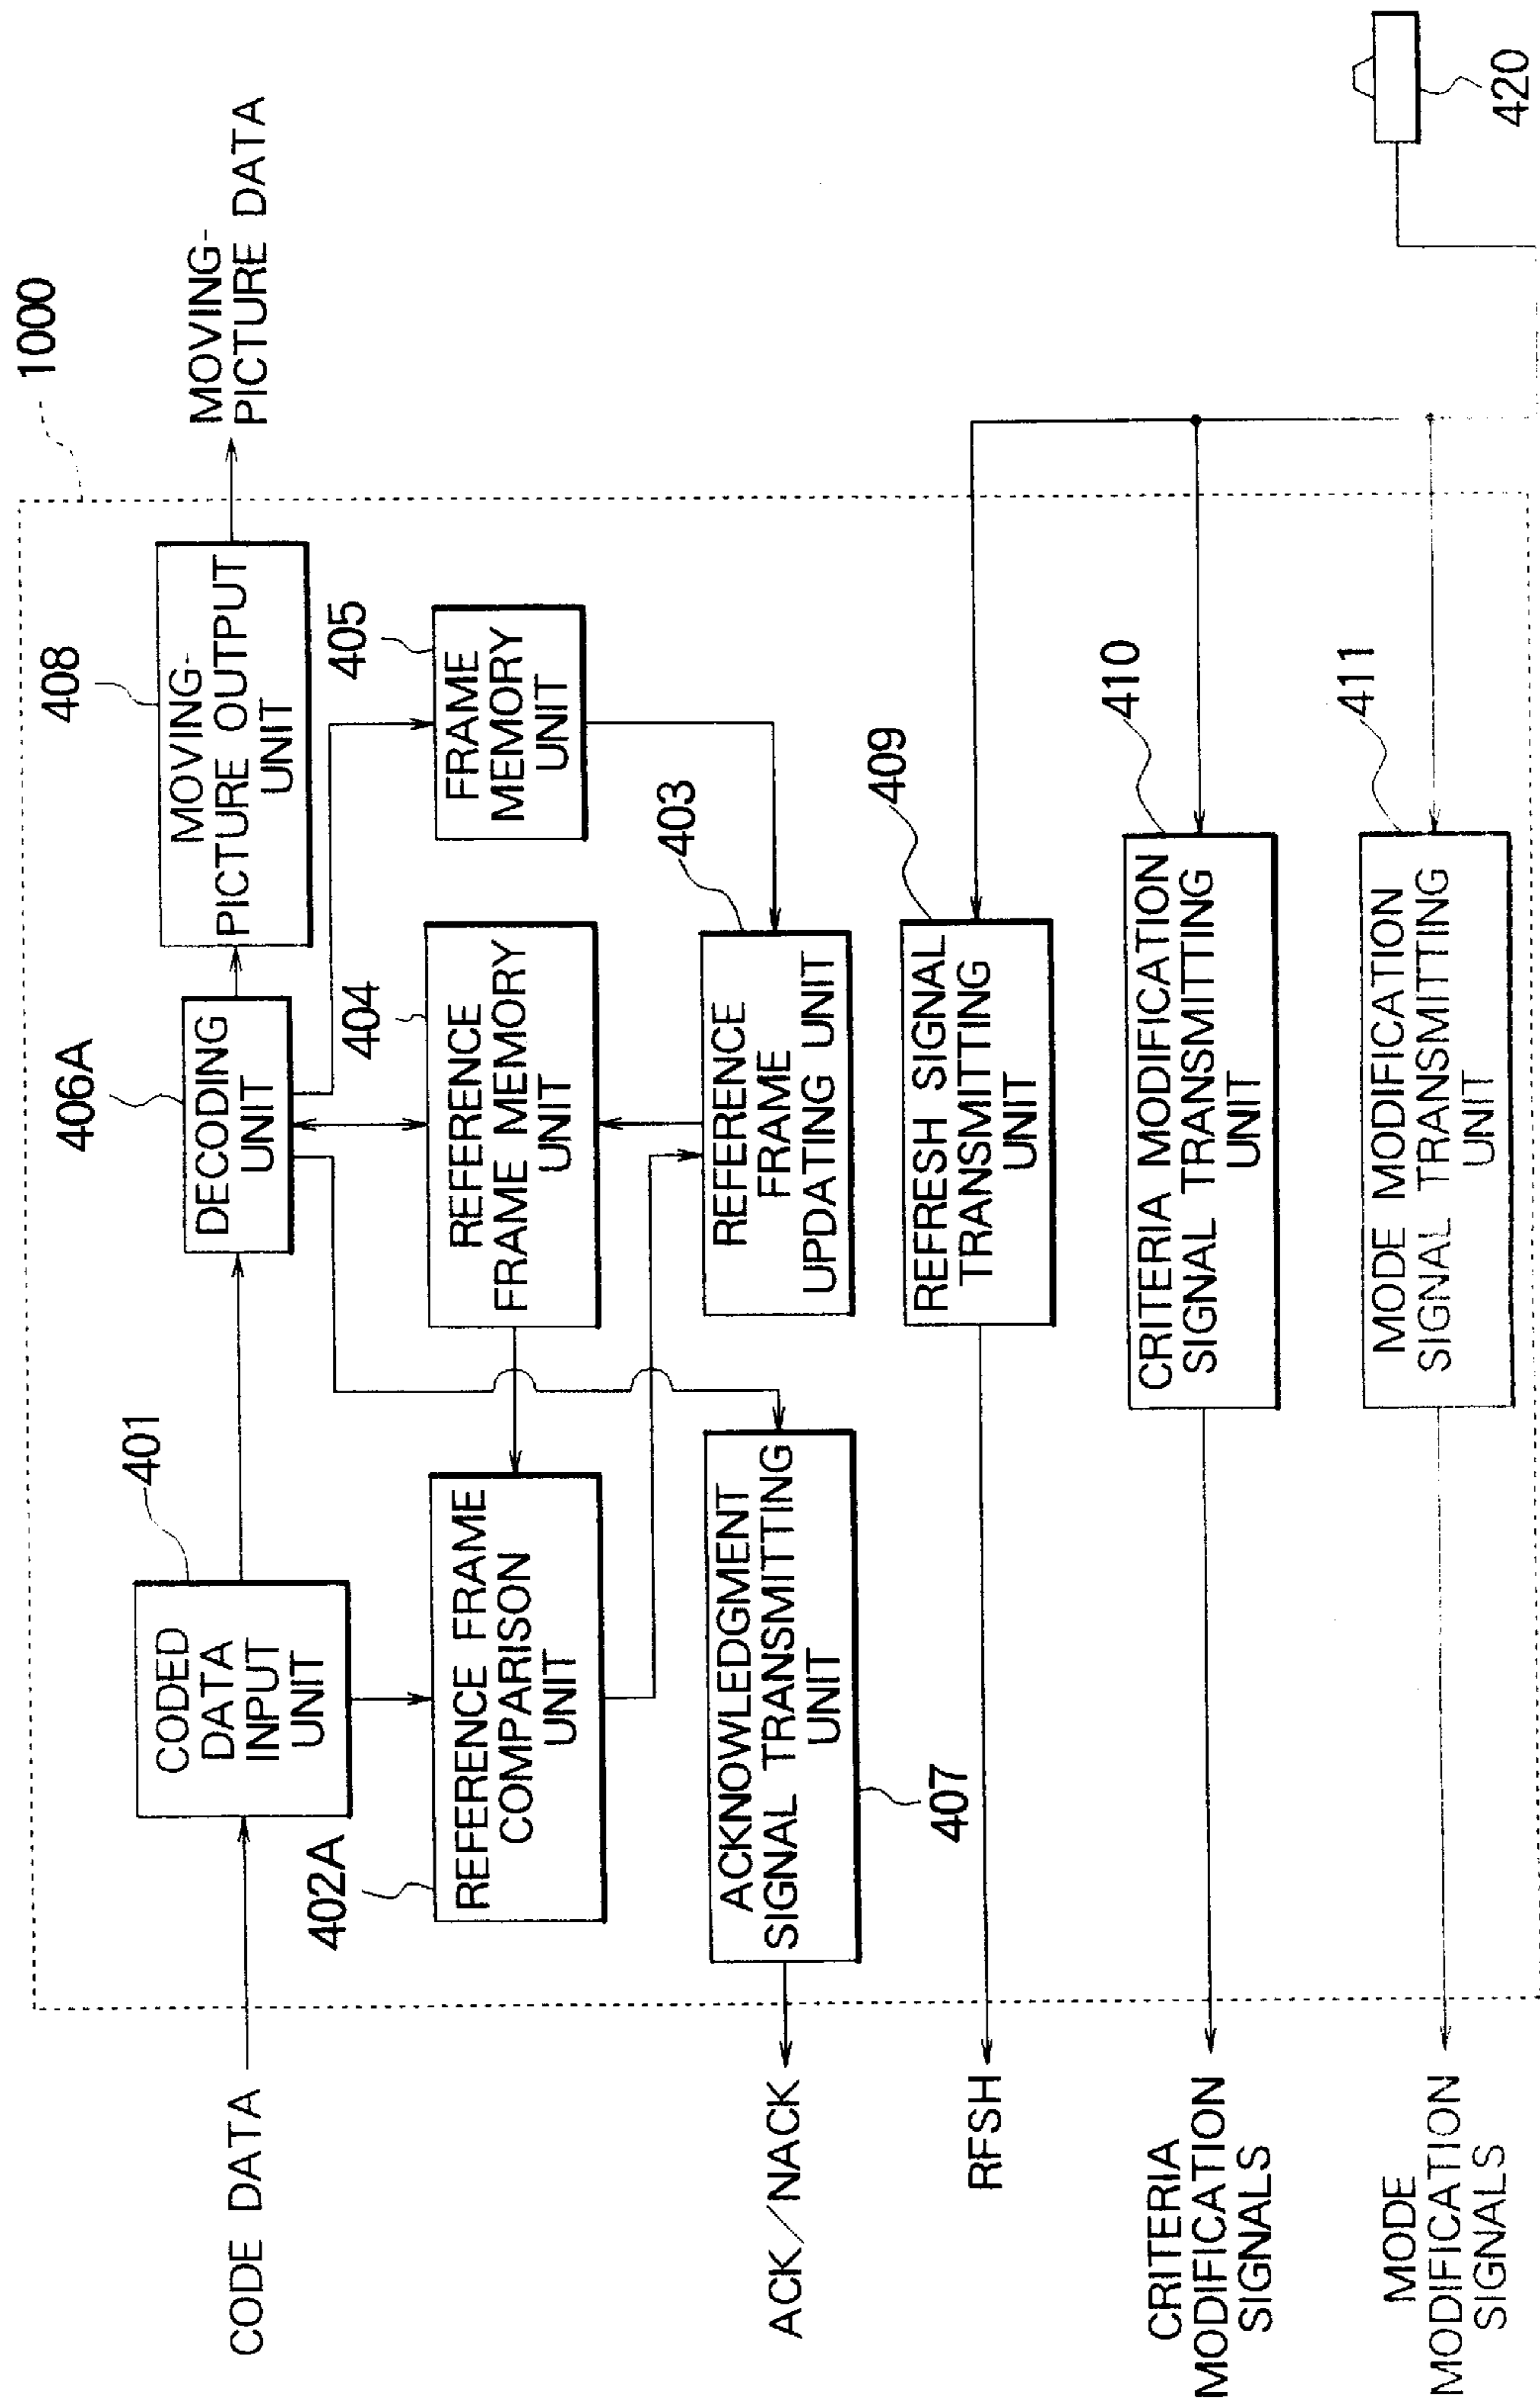 1000
408
MOVING-
PICTURE OUTPUT
UNIT
MOVING-
PICTURE DATA
406A
DECODING
UNIT
401
CODED
DATA
INPUT
UNIT
CODE DATA
405
FRAME
MEMORY
UNIT
404
REFERENCE
FRAME MEMORY
UNIT
402A
REFERENCE FRAME
COMPARISON
UNIT
403
REFERENCE
FRAME
UPDATING UNIT
ACKNOWLEDGMENT
SIGNAL TRANSMITTING
UNIT
407
ACK/NACK
409
REFRESH SIGNAL
TRANSMITTING
UNIT
RFSH
410
CRITERIA MODIFICATION
SIGNAL TRANSMITTING
UNIT
CRITERIA
MODIFICATION
SIGNALS
411
MODE MODIFICATION
SIGNAL TRANSMITTING
UNIT
MODE
MODIFICATION
SIGNALS
420